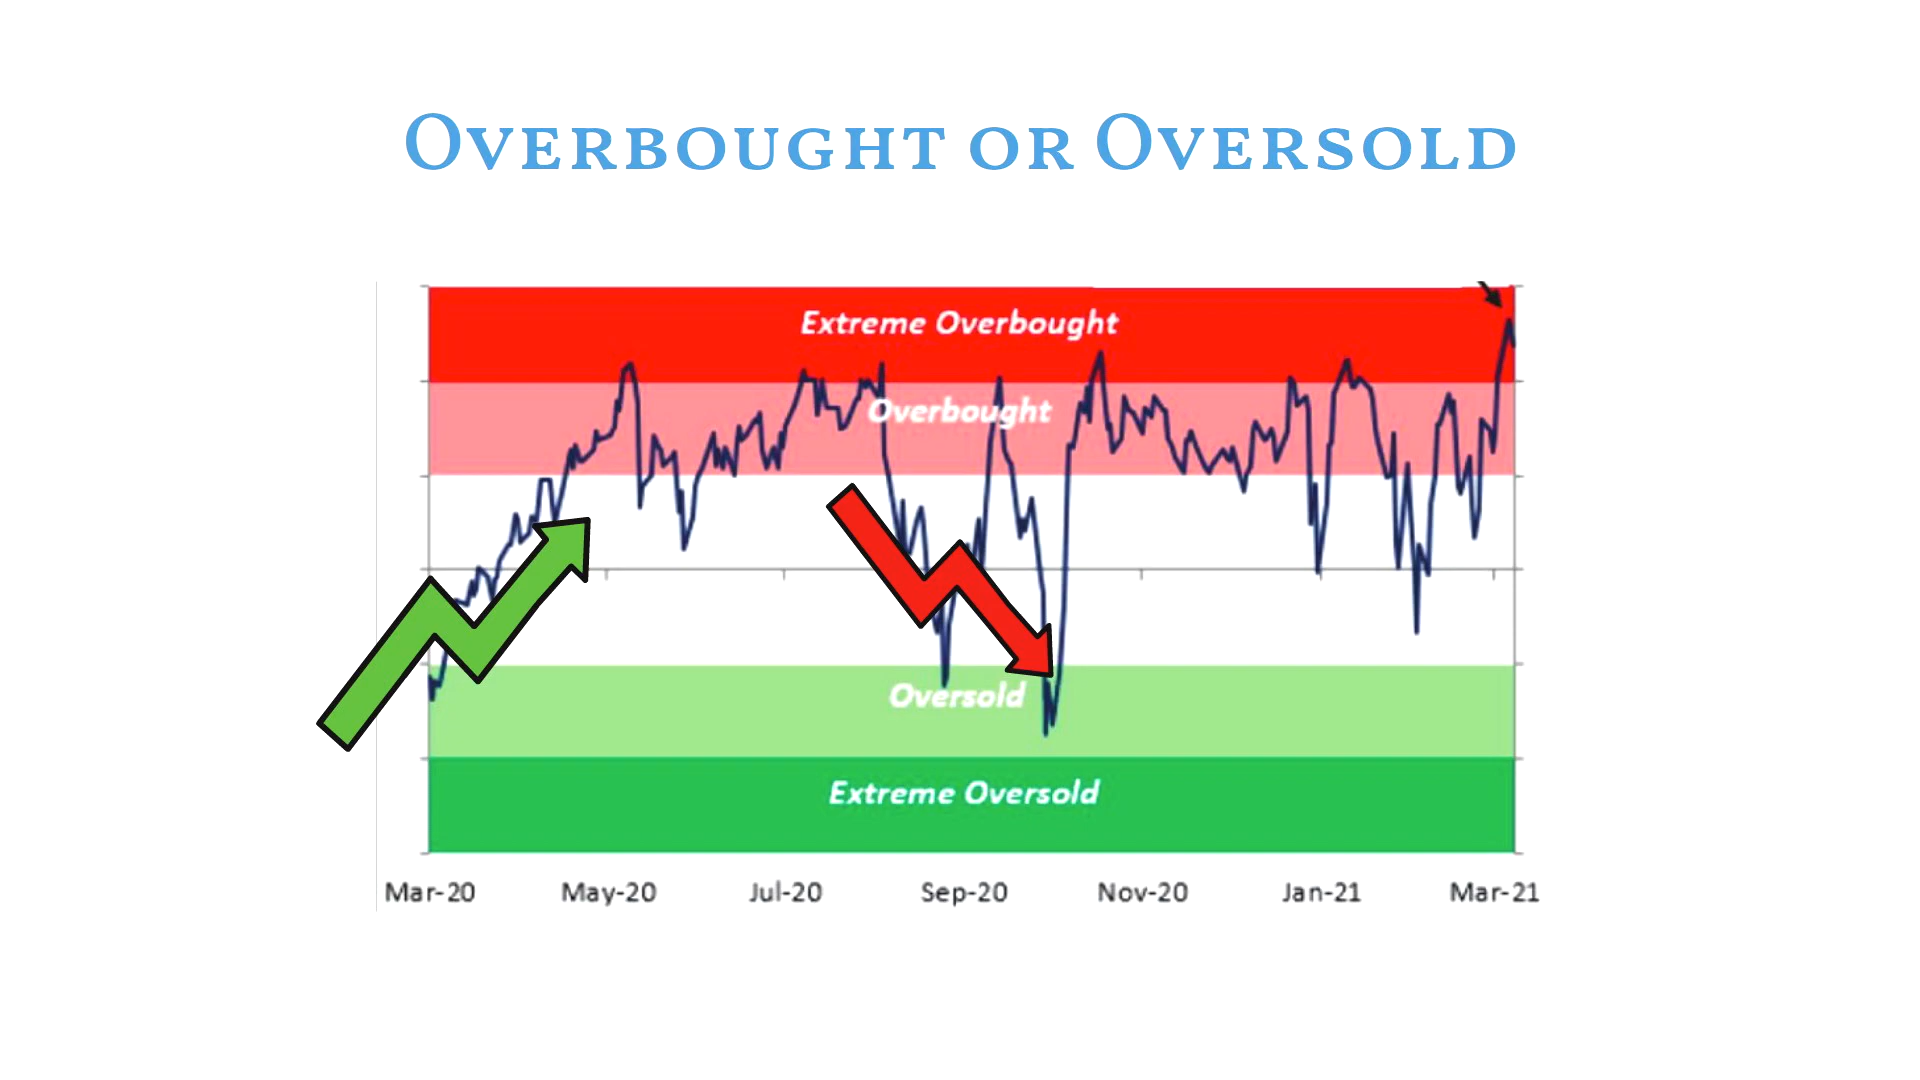 Overbought or Oversold
Extreme Overbought
Overbought
Oversold
Extreme Oversold
Mar-20 May-20 Jul-20 Sep-20 Nov-20 Jan-21 Mar-21